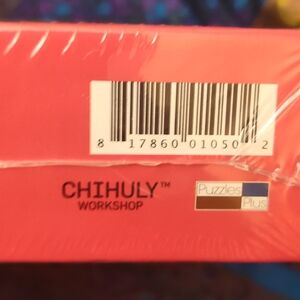 8 17860 01050 2
CHIHULY™
WORKSHOP
Puzzles
Plus